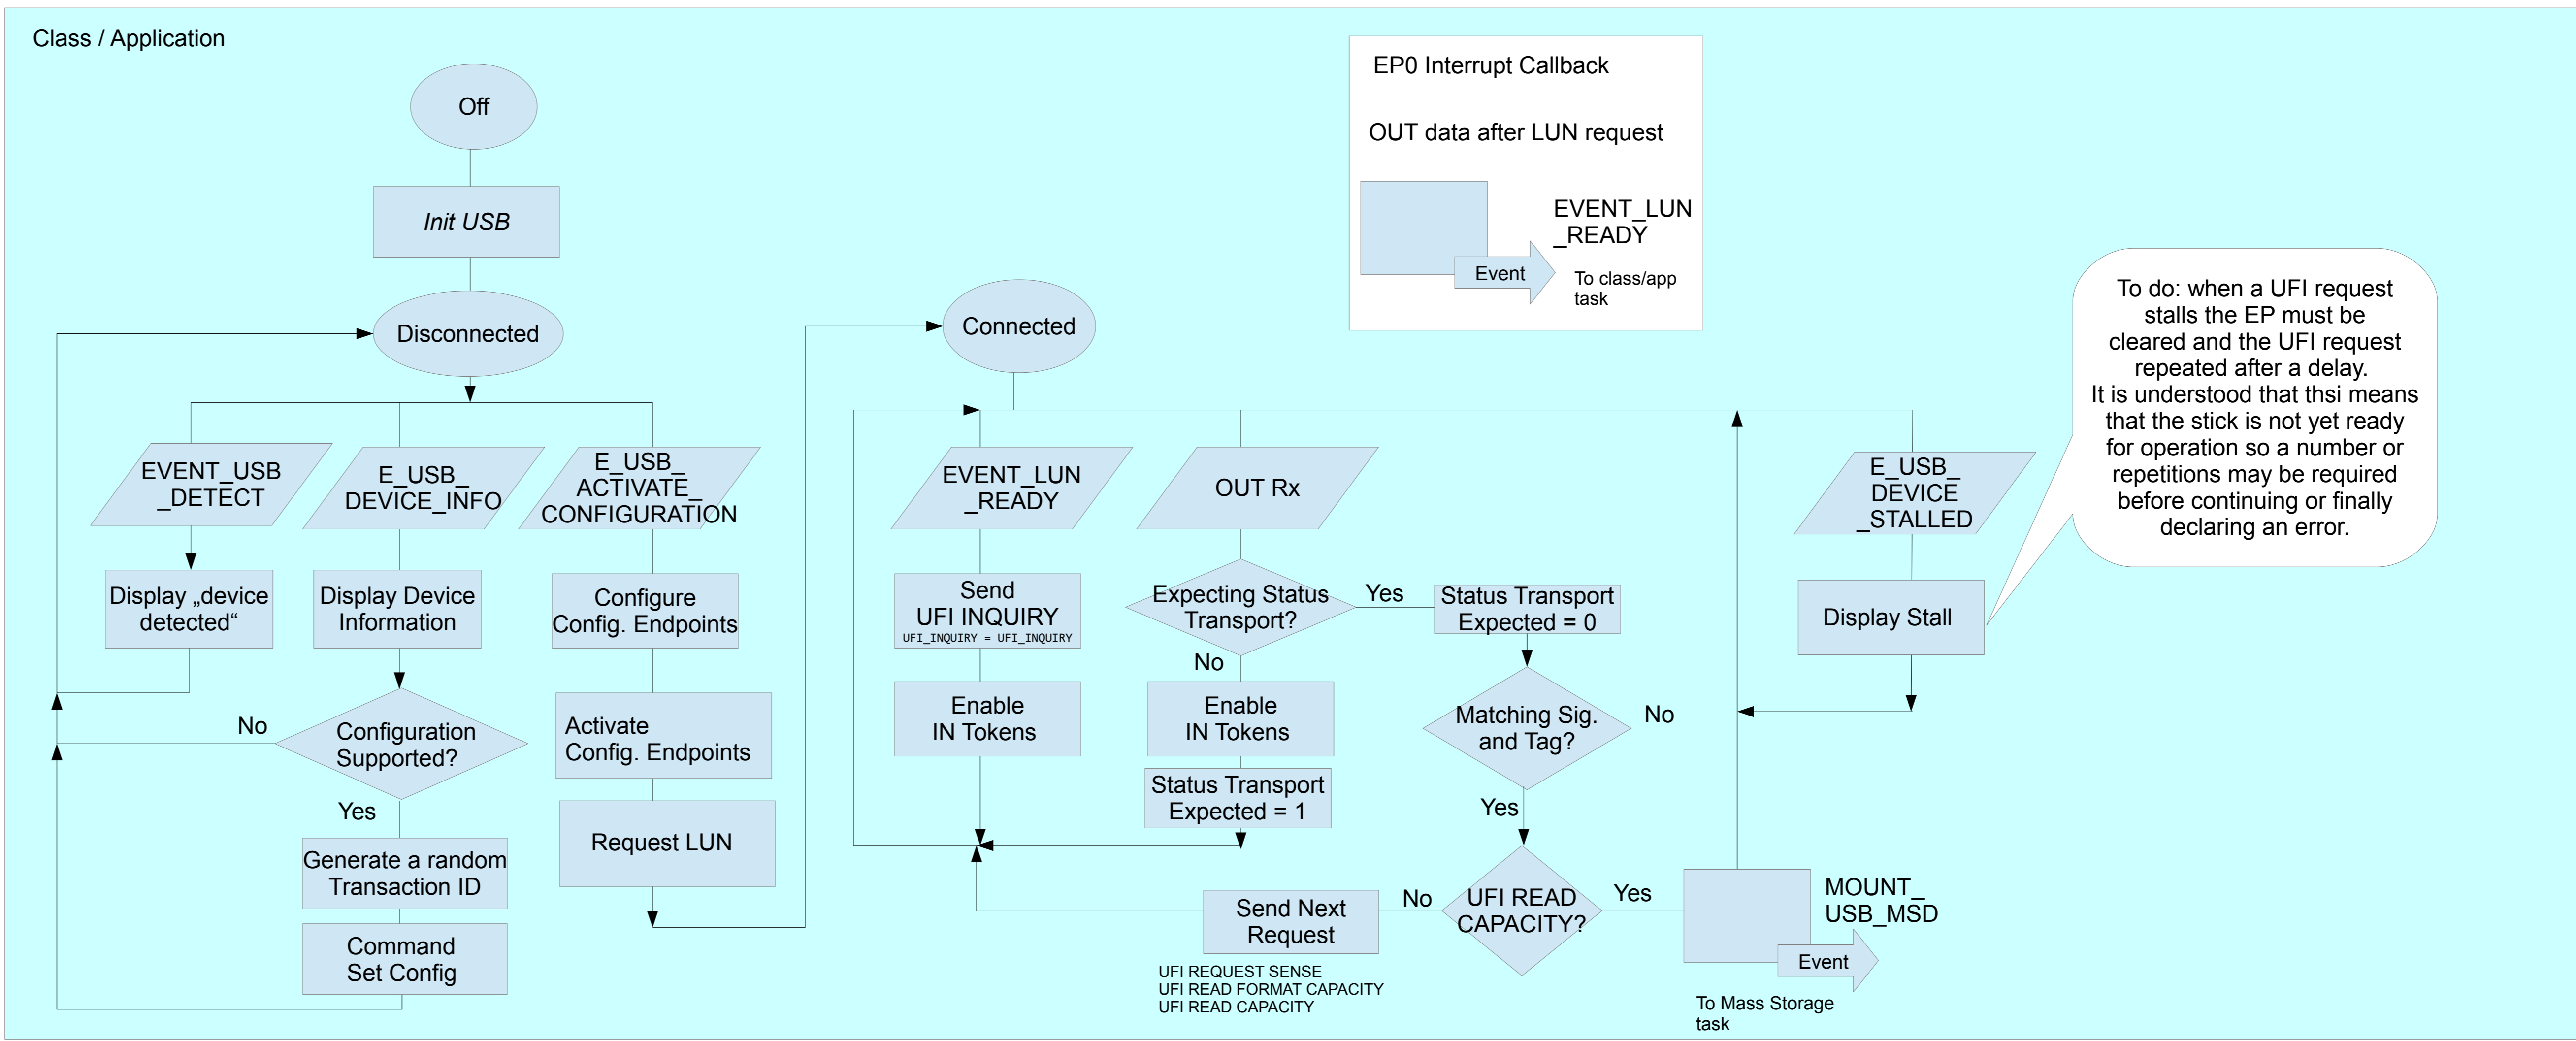 Class / Application
Off
Init USB
Disconnected
EVENT_USB
_DETECT
E_USB_
DEVICE_INFO
E_USB_
ACTIVATE_
CONFIGURATION
Display „device
detected“
Display Device
Information
Configure
Config. Endpoints
No
Configuration
Supported?
Activate
Config. Endpoints
Yes
Request LUN
Generate a random
Transaction ID
Command
Set Config
Connected
EVENT_LUN
_READY
OUT Rx
Send
UFI INQUIRY
UFI_INQUIRY = UFI_INQUIRY
Expecting Status
Transport?
Yes
Status Transport
Expected = 0
No
Enable
IN Tokens
Enable
IN Tokens
Matching Sig.
and Tag?
No
Status Transport
Expected = 1
Yes
Send Next
Request
No
UFI READ
CAPACITY?
Yes
UFI REQUEST SENSE
UFI READ FORMAT CAPACITY
UFI READ CAPACITY
MOUNT_
USB_MSD
Event
To Mass Storage
task
EP0 Interrupt Callback
OUT data after LUN request
EVENT_LUN
_READY
Event
To class/app
task
E_USB_
DEVICE
_STALLED
Display Stall
To do: when a UFI request
stalls the EP must be
cleared and the UFI request
repeated after a delay.
It is understood that thsi means
that the stick is not yet ready
for operation so a number or
repetitions may be required
before continuing or finally
declaring an error.